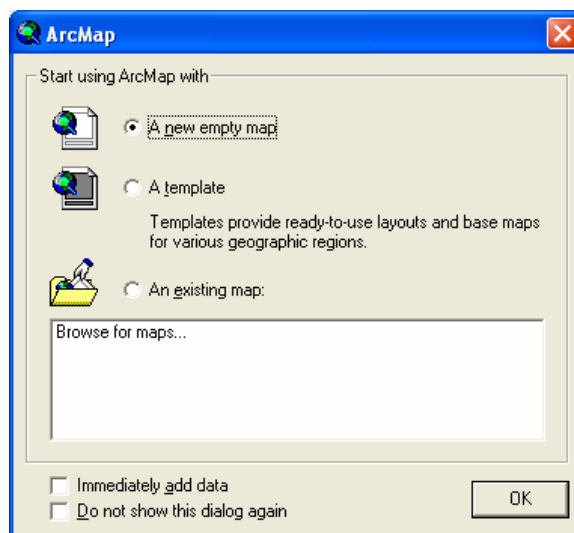 ArcMap
Start using ArcMap with
A new empty map
A template
Templates provide ready-to-use layouts and base maps
for various geographic regions.
An existing map:
Browse for maps...
Immediately add data
Do not show this dialog again
OK